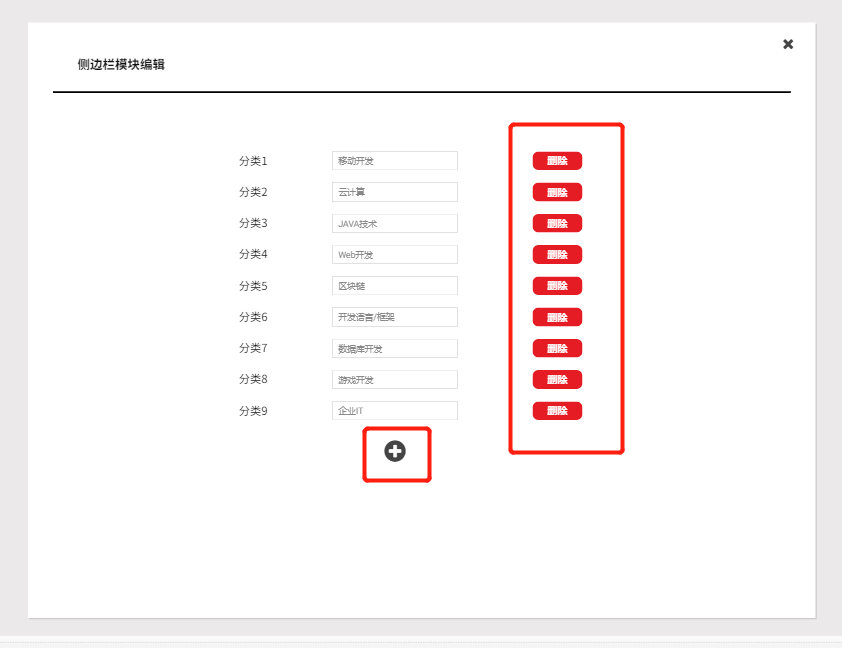 侧边栏模块编辑
分类1 移动开发 删除
分类2 云计算 删除
分类3 JAVA技术 删除
分类4 Web开发 删除
分类5 区块链 删除
分类6 开发语言/框架 删除
分类7 数据库开发 删除
分类8 游戏开发 删除
分类9 企业IT 删除